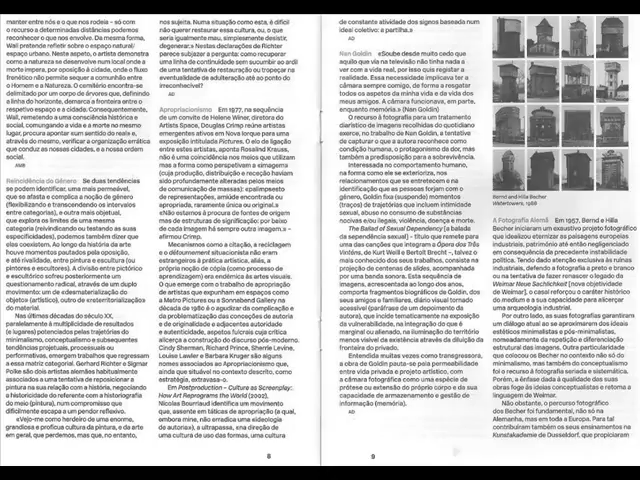 manter entre nós e o que nos rodeia – só com
o recurso a determinadas distâncias podemos
reconhecer o que nos envolve. Da mesma forma,
Wall pretende refletir sobre o espaço natural/
espaço urbano. Neste aspeto, o artista demonstra
como a natureza se desenvolve num local onde a
morte impera, por oposição à cidade, onde o fluxo
frenético não permite sequer a comunhão entre
o Homem e a Natureza. O cemitério encontra-se
delimitado por um corpo de árvores que, definindo
a linha do horizonte, demarca a fronteira entre o
respetivo espaço e a cidade. Consequentemente,
Wall, remetendo a uma consciência histórica e
social, comungando a vida e a morte no mesmo
lugar, procura apontar «um sentido do real» e,
através do mesmo, verificar a organização errática
que conduz as nossas cidades, e a nossa ordem
social.
Reincidência do Género Se duas tendências
se podem identificar, uma mais permeável,
que se afasta e complica a noção de género
(flexibilizando e transcendendo os intervalos
entre categorias), e outra mais objetual,
que explora os limites de uma mesma
categoria (reivindicando ou testando as suas
especificidades), podemos também dizer que
elas coexistem. Ao longo da história da arte
houve momentos pautados pela oposição,
e até rivalidade, entre pintura e escultura (ou
pintores e escultores). A divisão entre pictórico
e escultórico sofreu posteriormente um
questionamento radical, através de um duplo
movimento: um de «desmaterialização do
objeto» (artístico), outro de «reterritorialização»
do material.
Nas últimas décadas do século XX,
paralelamente à multiplicidade de resultados
(e lugares) potenciados pelas trajetórias do
minimalismo, conceptualismo e subsequentes
tendências projetuais, processuais ou
performativas, emergem trabalhos que regressam
a essa matriz categorial. Gerhard Richter e Sigmar
Polke são dois artistas alemães habitualmente
associados a uma tentativa de reposicionar a
pintura na sua relação com a história, negociando
a historicidade do referente com a historiografia
do meio (pintura), num compromisso que
dificilmente escapa a um pendor reflexivo.
«Vejo-me como herdeiro de uma enorme,
grandiosa e profícua cultura da pintura, e da arte
em geral, que perdemos, mas que, no entanto,
nos sujeita. Numa situação como esta, é difícil
não querer restaurar essa cultura, ou, o que
seria igualmente mau, simplesmente desistir,
degenerar.» Nestas declarações de Richter
parece subjazer a pergunta: como recuperar
uma linha de continuidade sem sucumbir ao ardil
de uma tentativa de restauração ou tropeçar na
eventualidade de adulteração até ao ponto do
irreconhecível?
AD
Apropriacionismo Em 1977, na sequência
de um convite de Helene Winer, diretora do
Artists Space, Douglas Crimp reúne artistas
emergentes ativos em Nova Iorque para uma
exposição intitulada Pictures. O elo de ligação
entre estes artistas, aponta Rosalind Krauss,
não é uma coincidência nos meios que utilizam
mas a forma como perspetivam a «imagem»
(cuja produção, distribuição e receção haviam
sido profundamente alteradas pelos meios
de comunicação de massas): «palimpsesto
de representações, amiúde encontrada ou
apropriada, raramente única ou original.»
«Não estamos à procura de fontes de origem
mas de estruturas de significação: por baixo
de cada imagem há sempre outra imagem.» –
afirmou Crimp.
Mecanismos como a citação, a reciclagem
e o détournement situacionista não eram
estrangeiros à prática artística, aliás, a
própria noção de cópia (como processo de
aprendizagem) era endémica às artes visuais.
O que emerge com o trabalho de apropriação
de artistas que expunham em espaços como
a Metro Pictures ou a Sonnabend Gallery na
década de 1980 é o agudizar da complicação e
da problematização das conceções de autoria
e de originalidade e adjacentes autoridade
e autenticidade, aspetos fulcrais cuja crítica
alicerça a construção do discurso pós-moderno.
Cindy Sherman, Richard Prince, Sherrie Levine,
Louise Lawler e Barbara Kruger são alguns
nomes associados ao Apropriacionismo que,
ainda que situável no contexto descrito, como
estratégia, extravasa-o.
Em Postproduction – Culture as Screenplay:
How Art Reprograms the World (2002),
Nicolas Bourriaud identifica um movimento
que, assente em táticas de apropriação (a qual,
embora rime, não erradica uma «ideologia
de autoria»), a ultrapassa, «na direção de
uma cultura de uso das formas, uma cultura
8
de constante atividade dos signos baseada num
ideal coletivo: a partilha.»
AD
Nan Goldin «Soube desde muito cedo que
aquilo que via na televisão não tinha nada a
ver com a vida real, por isso quis registar a
realidade. Essa necessidade implicava ter a
câmara sempre comigo, de forma a resgatar
todos os aspetos da minha vida e da vida dos
meus amigos. A câmara funcionava, em parte,
enquanto memória.» (Nan Goldin)
O recurso à fotografia para um tratamento
diarístico de imagens recolhidas do quotidiano
exerce, no trabalho de Nan Goldin, a tentativa
de capturar o que a autora reconhece como
condição humana, o protagonismo da dor, mas
também a predisposição para a sobrevivência.
Interessada no comportamento humano,
na forma como ele se exterioriza, nos
relacionamentos que se entretecem e na
identificação que as pessoas forjam com o
género, Goldin fixa (suspende) momentos
(traços) de trajetórias que incluem intimidade
sexual, abuso no consumo de substâncias
nocivas e/ou ilegais, violência, doença e morte.
The Ballad of Sexual Dependency [a balada
da dependência sexual] – título que remete para
uma das canções que integram a Ópera dos Três
Vinténs, de Kurt Weill e Bertolt Brecht –, talvez o
mais conhecido dos seus trabalhos, consiste na
projeção de centenas de slides, acompanhada
por uma banda sonora. Esta sequência de
imagens, acrescentada ao longo dos anos,
comporta fragmentos biográficos de Goldin, dos
seus amigos e familiares, diário visual tornado
acessível (paráfrases de um depoimento da
autora), que incide tematicamente na exposição
da vulnerabilidade, na integração do que é
marginal ou alienado, na iluminação do território
menos visível da existência através da diluição da
fronteira do privado.
Entendida muitas vezes como transgressora,
a obra de Goldin pauta-se pela permeabilidade
entre vida privada e projeto artístico, com
a câmara fotográfica como uma espécie de
prótese ou extensão do próprio corpo e da sua
capacidade de armazenamento e gestão de
informação (memória).
AD
9
Bernd and Hilla Becher
Watertowers, 1988
A Fotografia Alemã Em 1957, Bernd e Hilla
Becher iniciaram um exaustivo projeto fotográfico
que idealizou eternizar as paisagens europeias
industriais, património até então negligenciado
em consequência da precedente instabilidade
política. Tendo dado atenção exclusiva às ruínas
industriais, defendendo a fotografia a preto e branco
ou na tentativa de fazer renascer o legado da
Weimar Neue Sachlichkeit [nova objetividade
de Weimar], o casal reforçou o caráter histórico
do medium e a sua capacidade para alicerçar
uma arqueologia industrial.
Por outro lado, as suas fotografias garantiram
um diálogo atual ao se aproximarem dos ideais
estéticos minimalistas e pós-minimalistas,
nomeadamente da repetição e diferenciação
estrutural das imagens. Outra particularidade
que colocou os Becher no contexto não só do
minimalismo, mas também do conceptualismo
foi o recurso à fotografia seriada e sistemática.
Porém, a ênfase dada à qualidade das suas
obras foge às ideias conceptualistas e retoma a
linguagem de Weimar.
Não obstante, o percurso fotográfico
dos Becher foi fundamental, não só na
Alemanha, mas em toda a Europa. Para tal
contribuíram também os seus ensinamentos na
Kunstakademie de Dusseldorf, que propiciaram